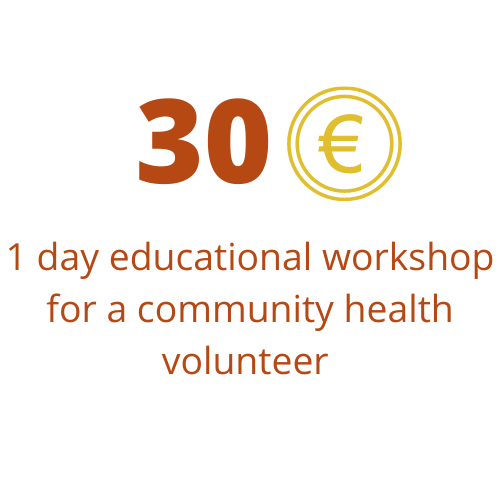 30 €
1 day educational workshop
for a community health
volunteer